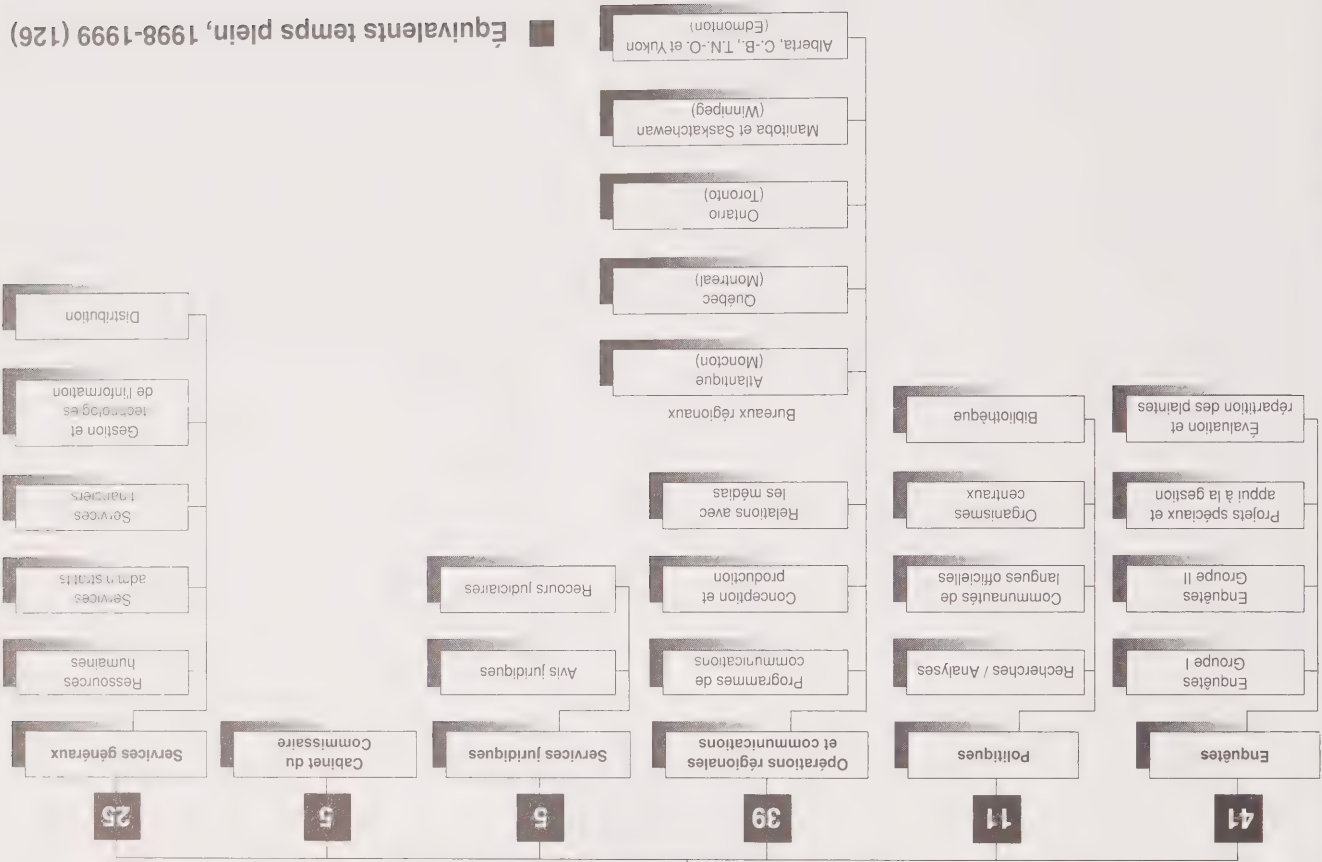 41
Enquêtes
Enquêtes
Groupe I
Enquêtes
Groupe II
Projets spéciaux et
appui à la gestion
Évaluation et
répartition des plaintes
11
Politiques
Recherches / Analyses
Communautés de
langues officielles
Organismes
centraux
Bibliothèque
39
Opérations régionales
et communications
Programmes de
communications
Conception et
production
Relations avec
les médias
Bureaux régionaux
Atlantique
(Moncton)
Québec
(Montreal)
Ontario
(Toronto)
Manitoba et Saskatchewan
(Winnipeg)
Alberta, C.-B., T.N.-O. et Yukon
(Edmonton)
5
Services juridiques
Avis juridiques
Recours judiciaires
5
Cabinet du
Commissaire
25
Services généraux
Ressources
humaines
Services
administratifs
Services
financiers
Gestion et
technologies
de l'information
Distribution
Équivalents temps plein, 1998-1999 (126)